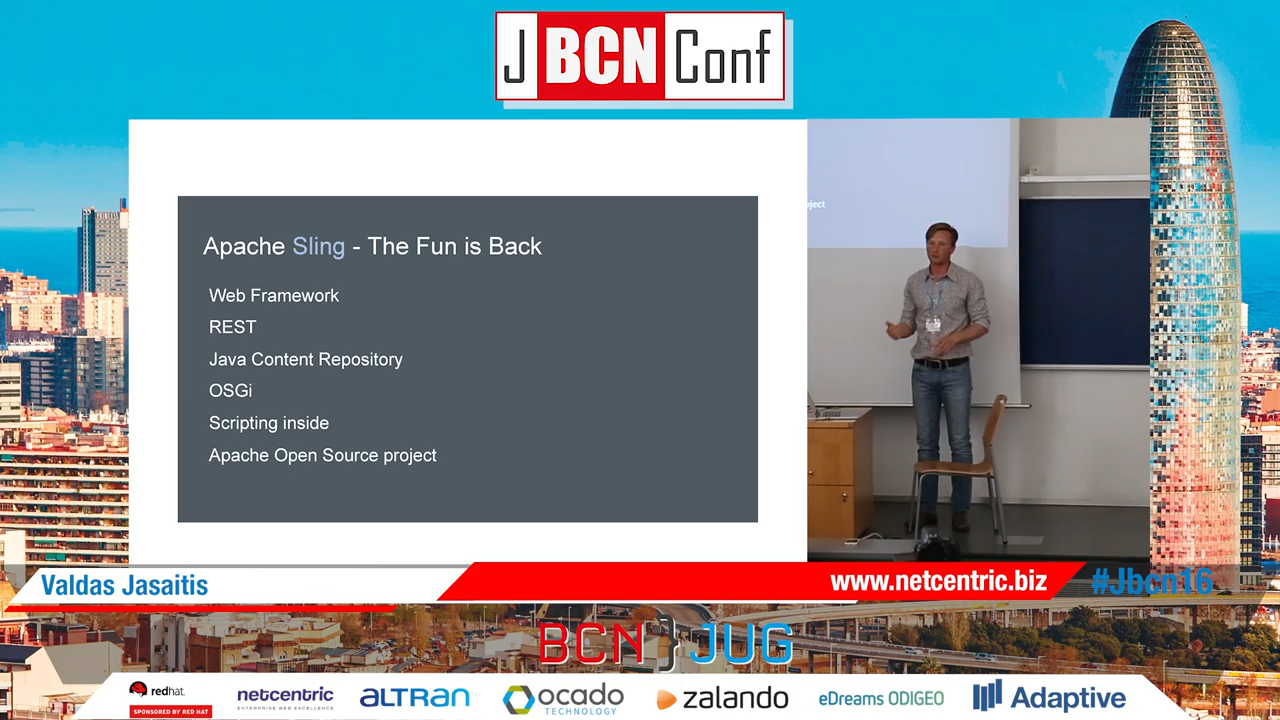 J BCN Conf
Apache Sling - The Fun is Back
Web Framework
REST
Java Content Repository
OSGi
Scripting inside
Apache Open Source project
Valdas Jasaitis
www.netcentric.biz
#Jbcn16
BCN JUG
redhat.
SPONSORED BY RED HAT
netcentric
ENTERPRISE WEB EXCELLENCE
ALTRAN
ocado
TECHNOLOGY
zalando
eDreams ODIGEO
Adaptive